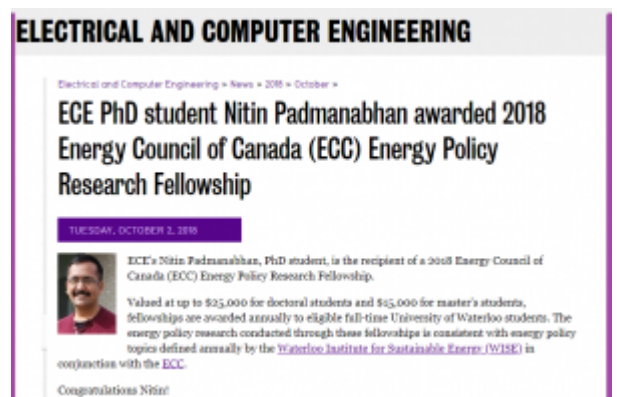 ELECTRICAL AND COMPUTER ENGINEERING
Electrical and Computer Engineering » News » 2018 » October »
ECE PhD student Nitin Padmanabhan awarded 2018
Energy Council of Canada (ECC) Energy Policy
Research Fellowship
TUESDAY, OCTOBER 2, 2018
ECE's Nitin Padmanabhan, PhD student, is the recipient of a 2018 Energy Council of
Canada (ECC) Energy Policy Research Fellowship.
Valued at up to $25,000 for doctoral students and $15,000 for master's students,
fellowships are awarded annually to eligible full-time University of Waterloo students. The
energy policy research conducted through these fellowships is consistent with energy policy
topics defined annually by the Waterloo Institute for Sustainable Energy (WISE) in
conjunction with the ECC.
Congratulations Nitin!